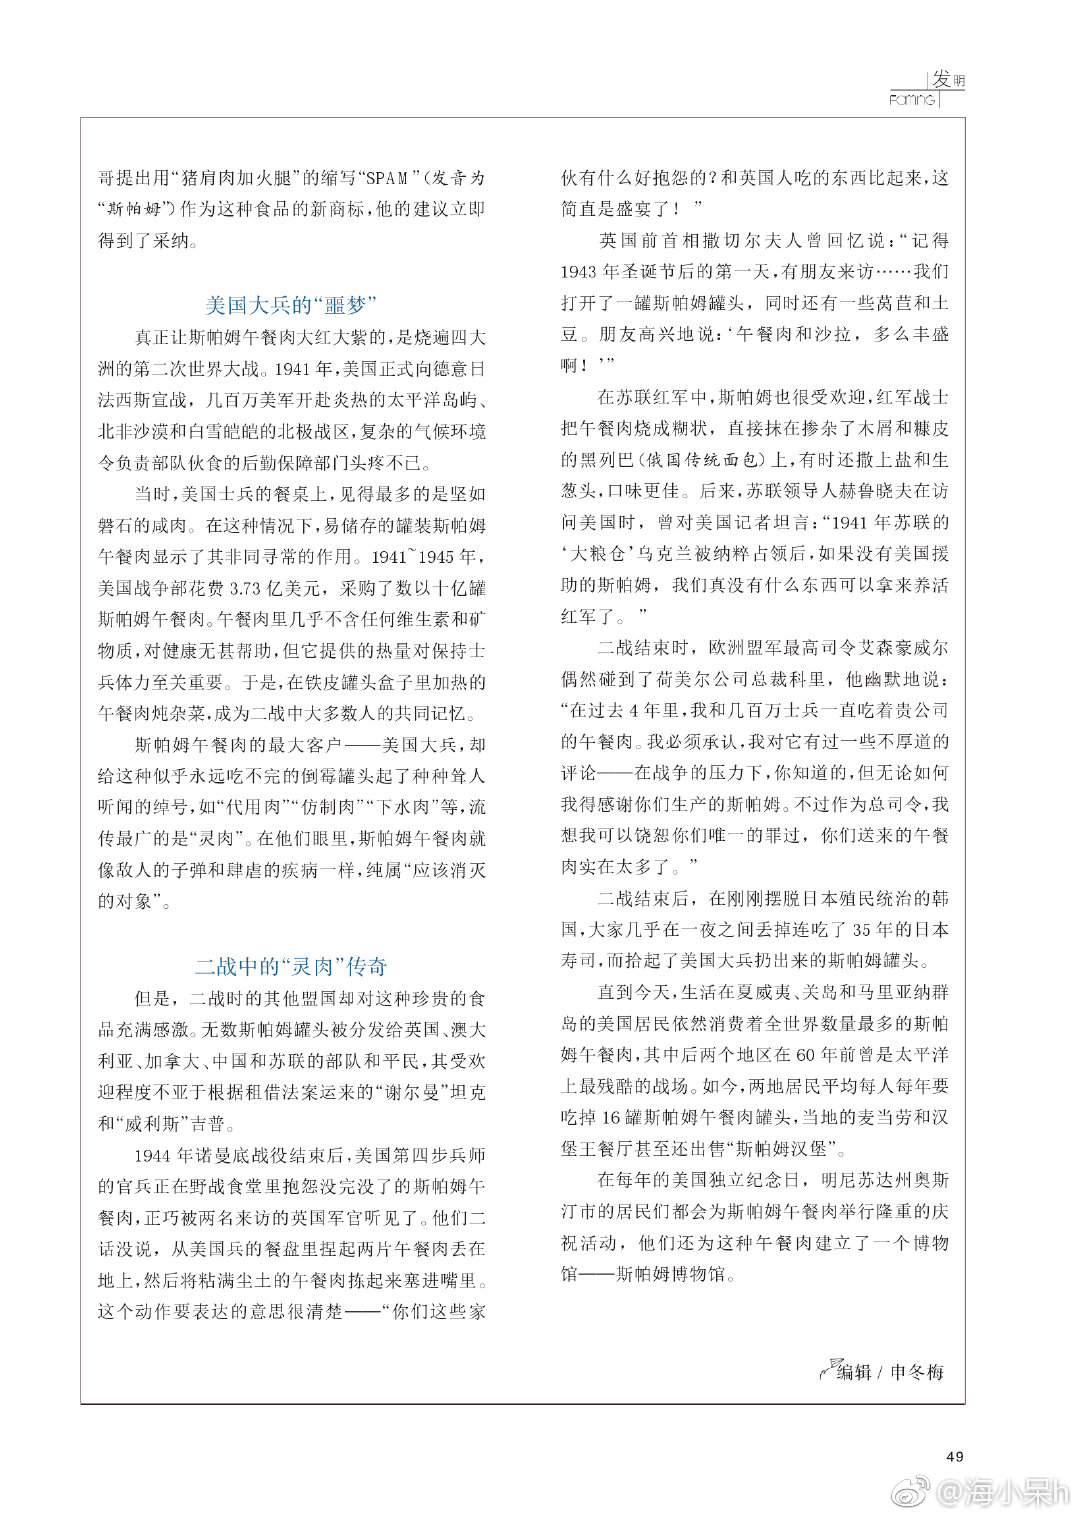 发明
Faming
哥提出用“猪肩肉加火腿”的缩写“SPAM”(发音为
“斯帕姆”)作为这种食品的新商标,他的建议立即
得到了采纳。
美国大兵的“噩梦”
真正让斯帕姆午餐肉大红大紫的,是烧遍四大
洲的第二次世界大战。1941年,美国正式向德意日
法西斯宣战，几百万美军开赴炎热的太平洋岛屿、
北非沙漠和白雪皑皑的北极战区,复杂的气候环境
令负责部队伙食的后勤保障部门头疼不已。
当时,美国士兵的餐桌上,见得最多的是坚如
磐石的咸肉。在这种情况下,易储存的罐装斯帕姆
午餐肉显示了其非同寻常的作用。1941~1945年,
美国战争部花费3.73亿美元，采购了数以十亿罐
斯帕姆午餐肉。午餐肉里几乎不含任何维生素和矿
物质,对健康无甚帮助,但它提供的热量对保持士
兵体力至关重要。于是,在铁皮罐头盒子里加热的
午餐肉炖杂菜,成为二战中大多数人的共同记忆。
斯帕姆午餐肉的最大客户——美国大兵,却
给这种似乎永远吃不完的倒霉罐头起了种种耸人
听闻的绰号,如“代用肉”“仿制肉”“下水肉”等,流
传最广的是“灵肉”。在他们眼里,斯帕姆午餐肉就
像敌人的子弹和肆虐的疾病一样,纯属“应该消灭
的对象”。
二战中的“灵肉”传奇
但是，二战时的其他盟国却对这种珍贵的食
品充满感激。无数斯帕姆罐头被分发给英国、澳大
利亚、加拿大、中国和苏联的部队和平民,其受欢
迎程度不亚于根据租借法案运来的“谢尔曼”坦克
和“威利斯”吉普。
1944年诺曼底战役结束后,美国第四步兵师
的官兵正在野战食堂里抱怨没完没了的斯帕姆午
餐肉,正巧被两名来访的英国军官听见了。他们二
话没说，从美国兵的餐盘里捏起两片午餐肉丢在
地上,然后将粘满尘土的午餐肉拣起来塞进嘴里。
这个动作要表达的意思很清楚——“你们这些家
伙有什么好抱怨的?和英国人吃的东西比起来,这
简直是盛宴了！”
英国前首相撒切尔夫人曾回忆说:“记得
1943年圣诞节后的第一天,有朋友来访……我们
打开了一罐斯帕姆罐头，同时还有一些莴苣和土
豆。朋友高兴地说:‘午餐肉和沙拉，多么丰盛
啊！’”
在苏联红军中,斯帕姆也很受欢迎,红军战士
把午餐肉烧成糊状，直接抹在掺杂了木屑和糠皮
的黑列巴(俄国传统面包)上,有时还撒上盐和生
葱头,口味更佳。后来,苏联领导人赫鲁晓夫在访
问美国时，曾对美国记者坦言:“1941年苏联的
‘大粮仓’乌克兰被纳粹占领后,如果没有美国援
助的斯帕姆，我们真没有什么东西可以拿来养活
红军了。”
二战结束时，欧洲盟军最高司令艾森豪威尔
偶然碰到了荷美尔公司总裁科里，他幽默地说:
“在过去4年里,我和几百万士兵一直吃着贵公司
的午餐肉。我必须承认,我对它有过一些不厚道的
评论——在战争的压力下,你知道的,但无论如何
我得感谢你们生产的斯帕姆。不过作为总司令,我
想我可以饶恕你们唯一的罪过，你们送来的午餐
肉实在太多了。”
二战结束后，在刚刚摆脱日本殖民统治的韩
国,大家几乎在一夜之间丢掉连吃了35年的日本
寿司,而拾起了美国大兵扔出来的斯帕姆罐头。
直到今天,生活在夏威夷、关岛和马里亚纳群
岛的美国居民依然消费着全世界数量最多的斯帕
姆午餐肉,其中后两个地区在60年前曾是太平洋
上最残酷的战场。如今,两地居民平均每人每年要
吃掉16罐斯帕姆午餐肉罐头,当地的麦当劳和汉
堡王餐厅甚至还出售“斯帕姆汉堡”。
在每年的美国独立纪念日，明尼苏达州奥斯
汀市的居民们都会为斯帕姆午餐肉举行隆重的庆
祝活动，他们还为这种午餐肉建立了一个博物
馆——斯帕姆博物馆。
编辑/申冬梅
49
@海小呆h